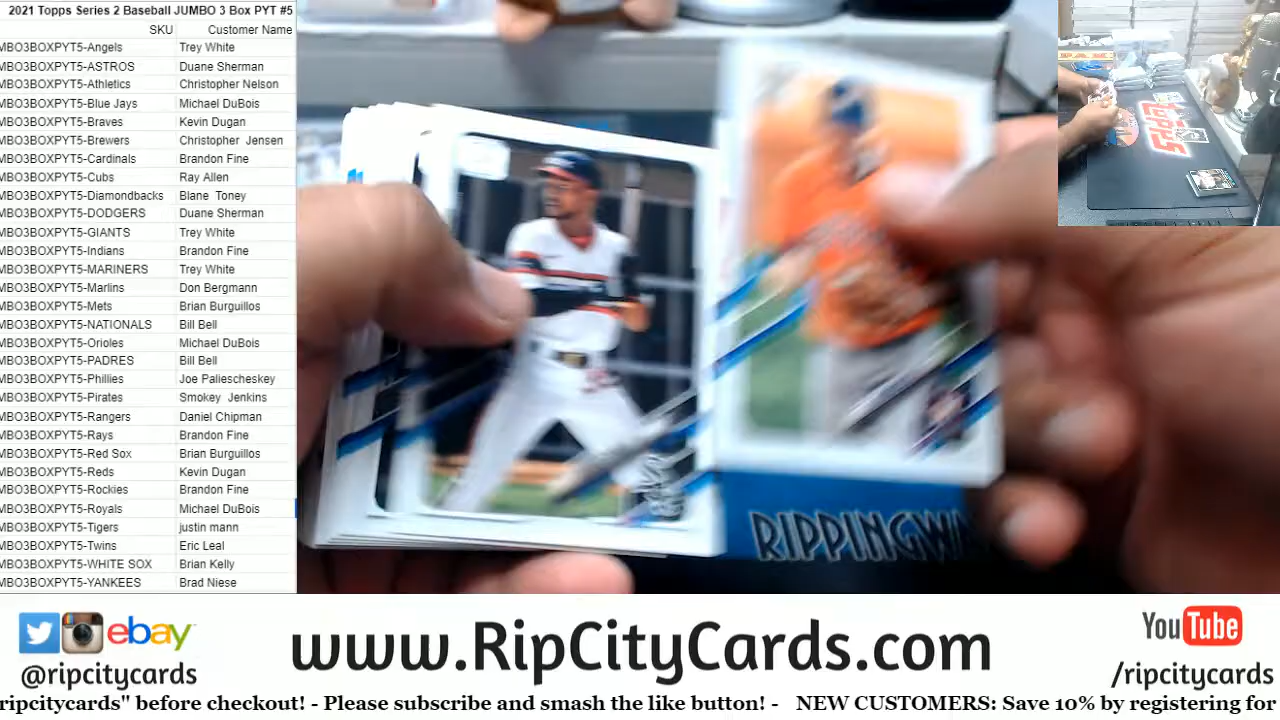 2021 Topps Series 2 Baseball JUMBO 3 Box PYT #5
SKU Customer Name
MBO3BOXPYT5-Angels Trey White
MBO3BOXPYT5-ASTROS Duane Sherman
MBO3BOXPYT5-Athletics Christopher Nelson
MBO3BOXPYT5-Blue Jays Michael DuBois
MBO3BOXPYT5-Braves Kevin Dugan
MBO3BOXPYT5-Brewers Christopher Jensen
MBO3BOXPYT5-Cardinals Brandon Fine
MBO3BOXPYT5-Cubs Ray Allen
MBO3BOXPYT5-Diamondbacks Blane Toney
MBO3BOXPYT5-DODGERS Duane Sherman
MBO3BOXPYT5-GIANTS Trey White
MBO3BOXPYT5-Indians Brandon Fine
MBO3BOXPYT5-MARINERS Trey White
MBO3BOXPYT5-Marlins Don Bergmann
MBO3BOXPYT5-Mets Brian Burguillos
MBO3BOXPYT5-NATIONALS Bill Bell
MBO3BOXPYT5-Orioles Michael DuBois
MBO3BOXPYT5-PADRES Bill Bell
MBO3BOXPYT5-Phillies Joe Paliescheskey
MBO3BOXPYT5-Pirates Smokey Jenkins
MBO3BOXPYT5-Rangers Daniel Chipman
MBO3BOXPYT5-Rays Brandon Fine
MBO3BOXPYT5-Red Sox Brian Burguillos
MBO3BOXPYT5-Reds Kevin Dugan
MBO3BOXPYT5-Rockies Brandon Fine
MBO3BOXPYT5-Royals Michael DuBois
MBO3BOXPYT5-Tigers justin mann
MBO3BOXPYT5-Twins Eric Leal
MBO3BOXPYT5-WHITE SOX Brian Kelly
MBO3BOXPYT5-YANKEES Brad Niese
TOPPS
RIPPINGWA
ebay
@ripcitycards
www.RipCityCards.com
YouTube
/ripcitycards
ripcitycards" before checkout! - Please subscribe and smash the like button! - NEW CUSTOMERS: Save 10% by registering for